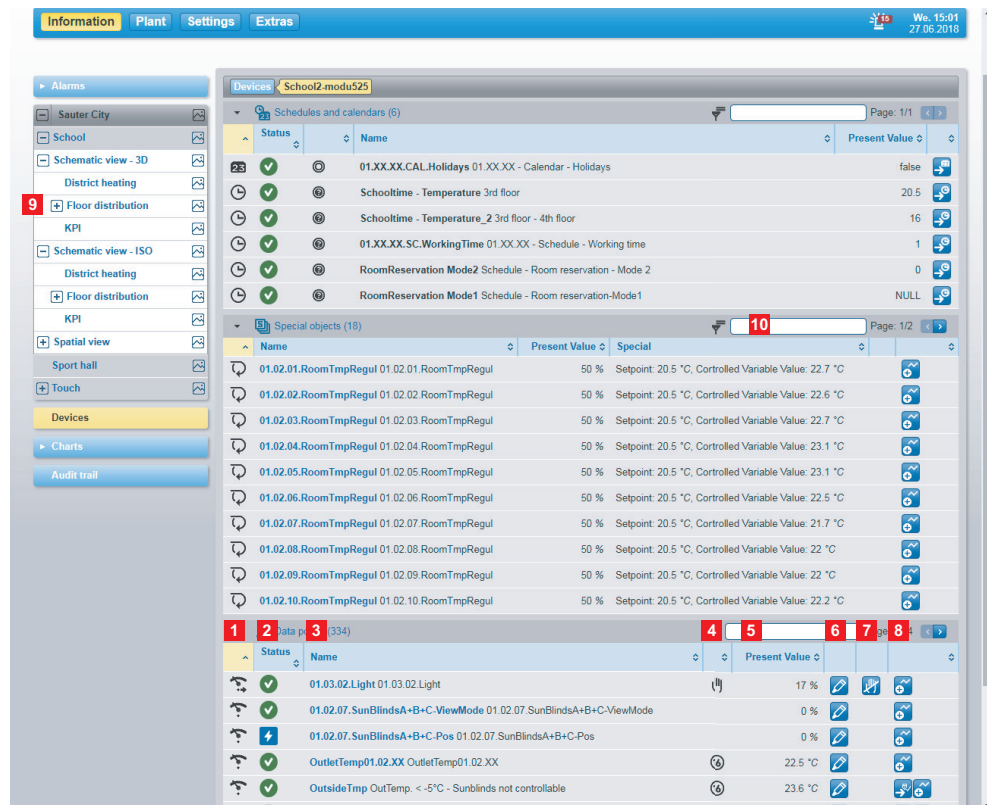 Information Plant Settings Extras 15 We. 15:01
27.06.2018
Alarms
Sauter City
School
Schematic view - 3D
District heating
9 Floor distribution
KPI
Schematic view - ISO
District heating
Floor distribution
KPI
Spatial view
Sport hall
Touch
Devices
Charts
Audit trail
Devices School2-modu525
Schedules and calendars (6) Page: 1/1
Status Name Present Value
23 01.XX.XX.CAL.Holidays 01.XX.XX - Calendar - Holidays false
Schooltime - Temperature 3rd floor 20.5
Schooltime - Temperature_2 3rd floor - 4th floor 16
01.XX.XX.SC.WorkingTime 01.XX.XX - Schedule - Working time 1
RoomReservation Mode2 Schedule - Room reservation - Mode 2 0
RoomReservation Mode1 Schedule - Room reservation-Mode1 NULL
Special objects (18) 10 Page: 1/2
Name Present Value Special
01.02.01.RoomTmpRegul 01.02.01.RoomTmpRegul 50 % Setpoint: 20.5 °C, Controlled Variable Value: 22.7 °C
01.02.02.RoomTmpRegul 01.02.02.RoomTmpRegul 50 % Setpoint: 20.5 °C, Controlled Variable Value: 22.6 °C
01.02.03.RoomTmpRegul 01.02.03.RoomTmpRegul 50 % Setpoint: 20.5 °C, Controlled Variable Value: 22.7 °C
01.02.04.RoomTmpRegul 01.02.04.RoomTmpRegul 50 % Setpoint: 20.5 °C, Controlled Variable Value: 23.1 °C
01.02.05.RoomTmpRegul 01.02.05.RoomTmpRegul 50 % Setpoint: 20.5 °C, Controlled Variable Value: 23.1 °C
01.02.06.RoomTmpRegul 01.02.06.RoomTmpRegul 50 % Setpoint: 20.5 °C, Controlled Variable Value: 22.5 °C
01.02.07.RoomTmpRegul 01.02.07.RoomTmpRegul 50 % Setpoint: 20.5 °C, Controlled Variable Value: 21.7 °C
01.02.08.RoomTmpRegul 01.02.08.RoomTmpRegul 50 % Setpoint: 20.5 °C, Controlled Variable Value: 22 °C
01.02.09.RoomTmpRegul 01.02.09.RoomTmpRegul 50 % Setpoint: 20.5 °C, Controlled Variable Value: 22 °C
01.02.10.RoomTmpRegul 01.02.10.RoomTmpRegul 50 % Setpoint: 20.5 °C, Controlled Variable Value: 22.2 °C
1 2 Data 3 (334) 4 5 6 7 8
Status Name Present Value
01.03.02.Light 01.03.02.Light 17 %
01.02.07.SunBlindsA+B+C-ViewMode 01.02.07.SunBlindsA+B+C-ViewMode 0 %
01.02.07.SunBlindsA+B+C-Pos 01.02.07.SunBlindsA+B+C-Pos 0 %
OutletTemp01.02.XX OutletTemp01.02.XX 22.5 °C
OutsideTmp OutTemp. < -5°C - Sunblinds not controllable 23.6 °C